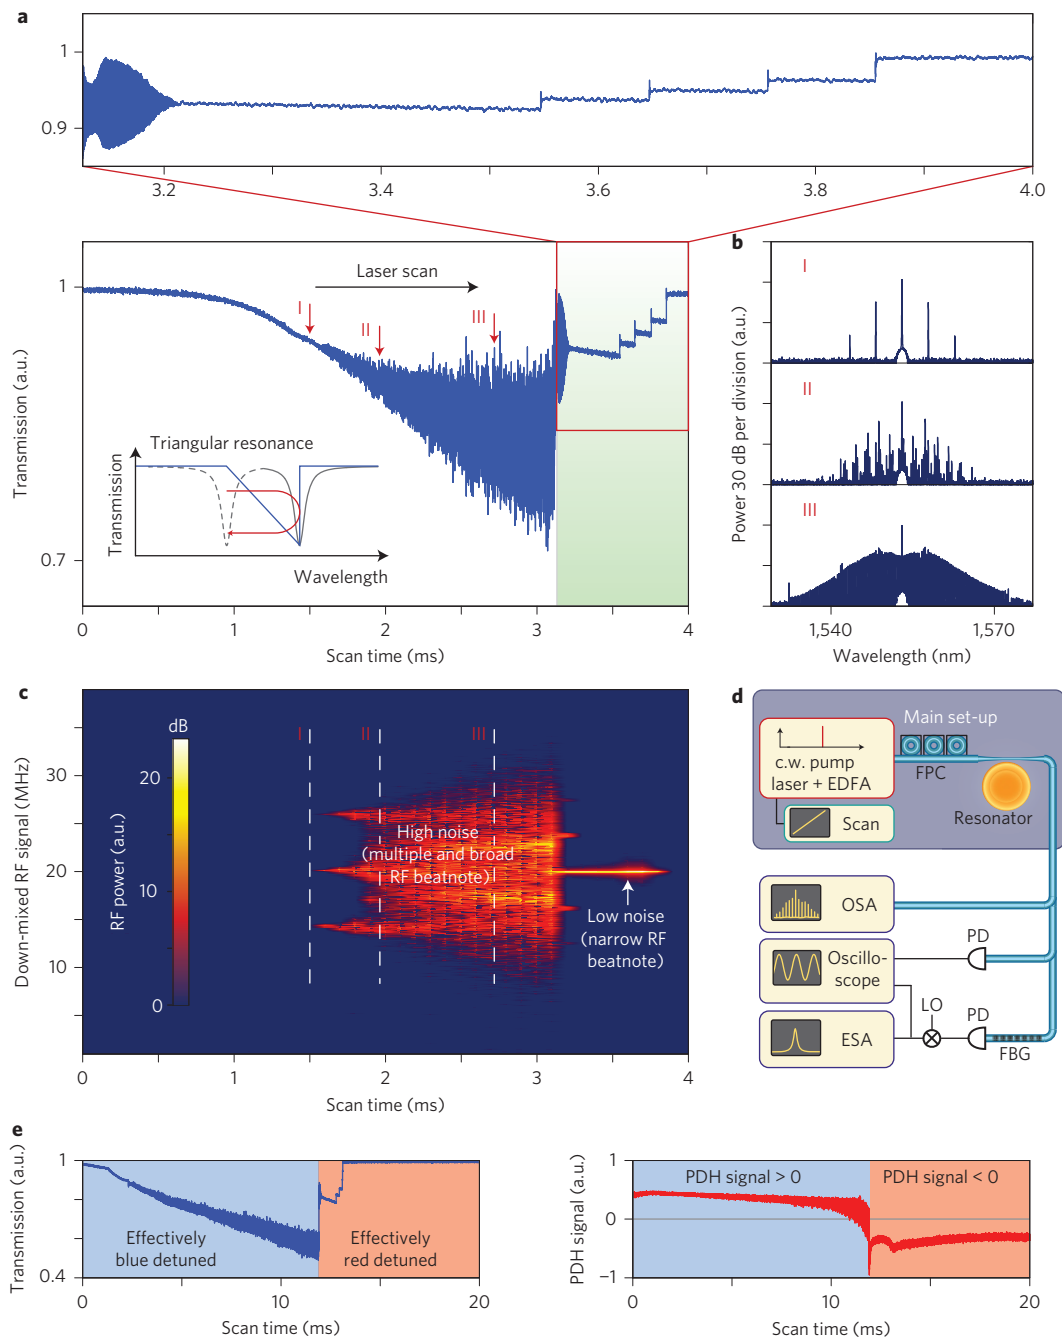 a
1
0.9
3.2
3.4
3.6
3.8
4.0
Transmission (a.u.)
1
0.7
Laser scan
I
II
III
Triangular resonance
Transmission
Wavelength
0
1
2
3
4
Scan time (ms)
b
Power 30 dB per division (a.u.)
I
II
III
1,540
1,570
Wavelength (nm)
c
Down-mixed RF signal (MHz)
30
20
10
dB
20
10
0
RF power (a.u.)
I
II
III
High noise
(multiple and broad
RF beatnote)
Low noise
(narrow RF
beatnote)
0
1
2
3
4
Scan time (ms)
d
Main set-up
c.w. pump
laser + EDFA
FPC
Scan
Resonator
OSA
PD
Oscillo-
scope
LO
PD
ESA
FBG
e
Transmission (a.u.)
1
0.4
Effectively
blue detuned
Effectively
red detuned
0
10
20
Scan time (ms)
PDH signal (a.u.)
1
0
−1
PDH signal > 0
PDH signal < 0
0
10
20
Scan time (ms)